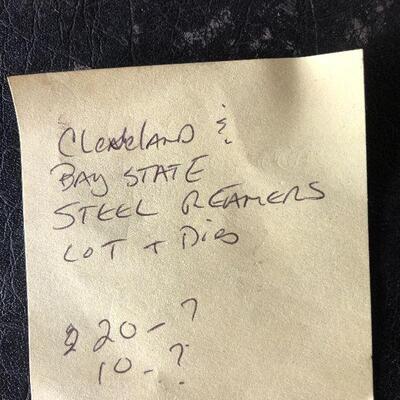 Cleveland &
BAY STATE
STEEL REAMERS
LOT + Dies
$ 20 - ?
10 - ?